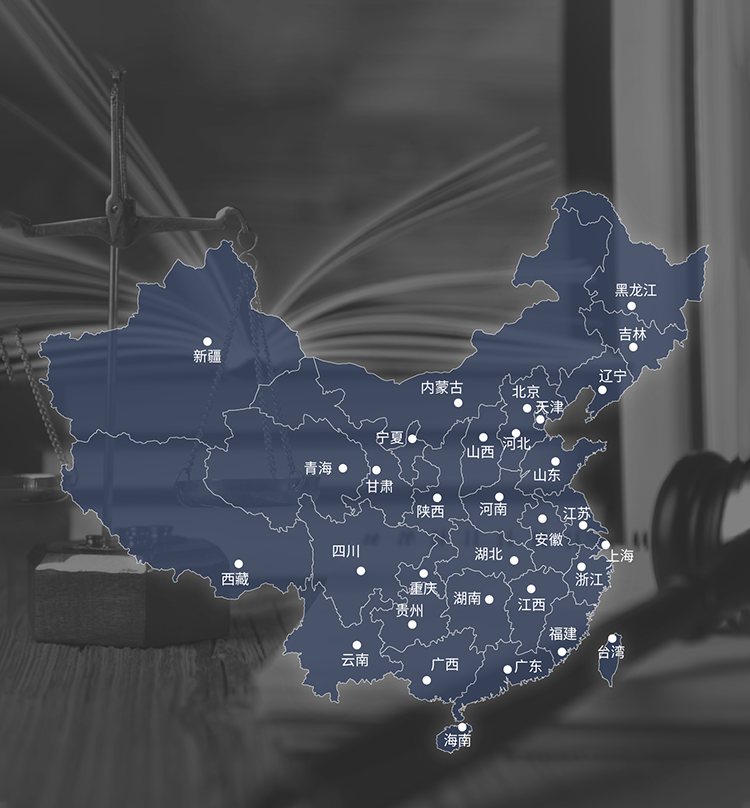 黑龙江
吉林
新疆
辽宁
内蒙古
北京
天津
宁夏
河北
山西
青海
山东
甘肃
河南
陕西
江苏
安徽
四川
湖北
上海
西藏
浙江
重庆
湖南
江西
贵州
福建
台湾
云南
广西
广东
海南